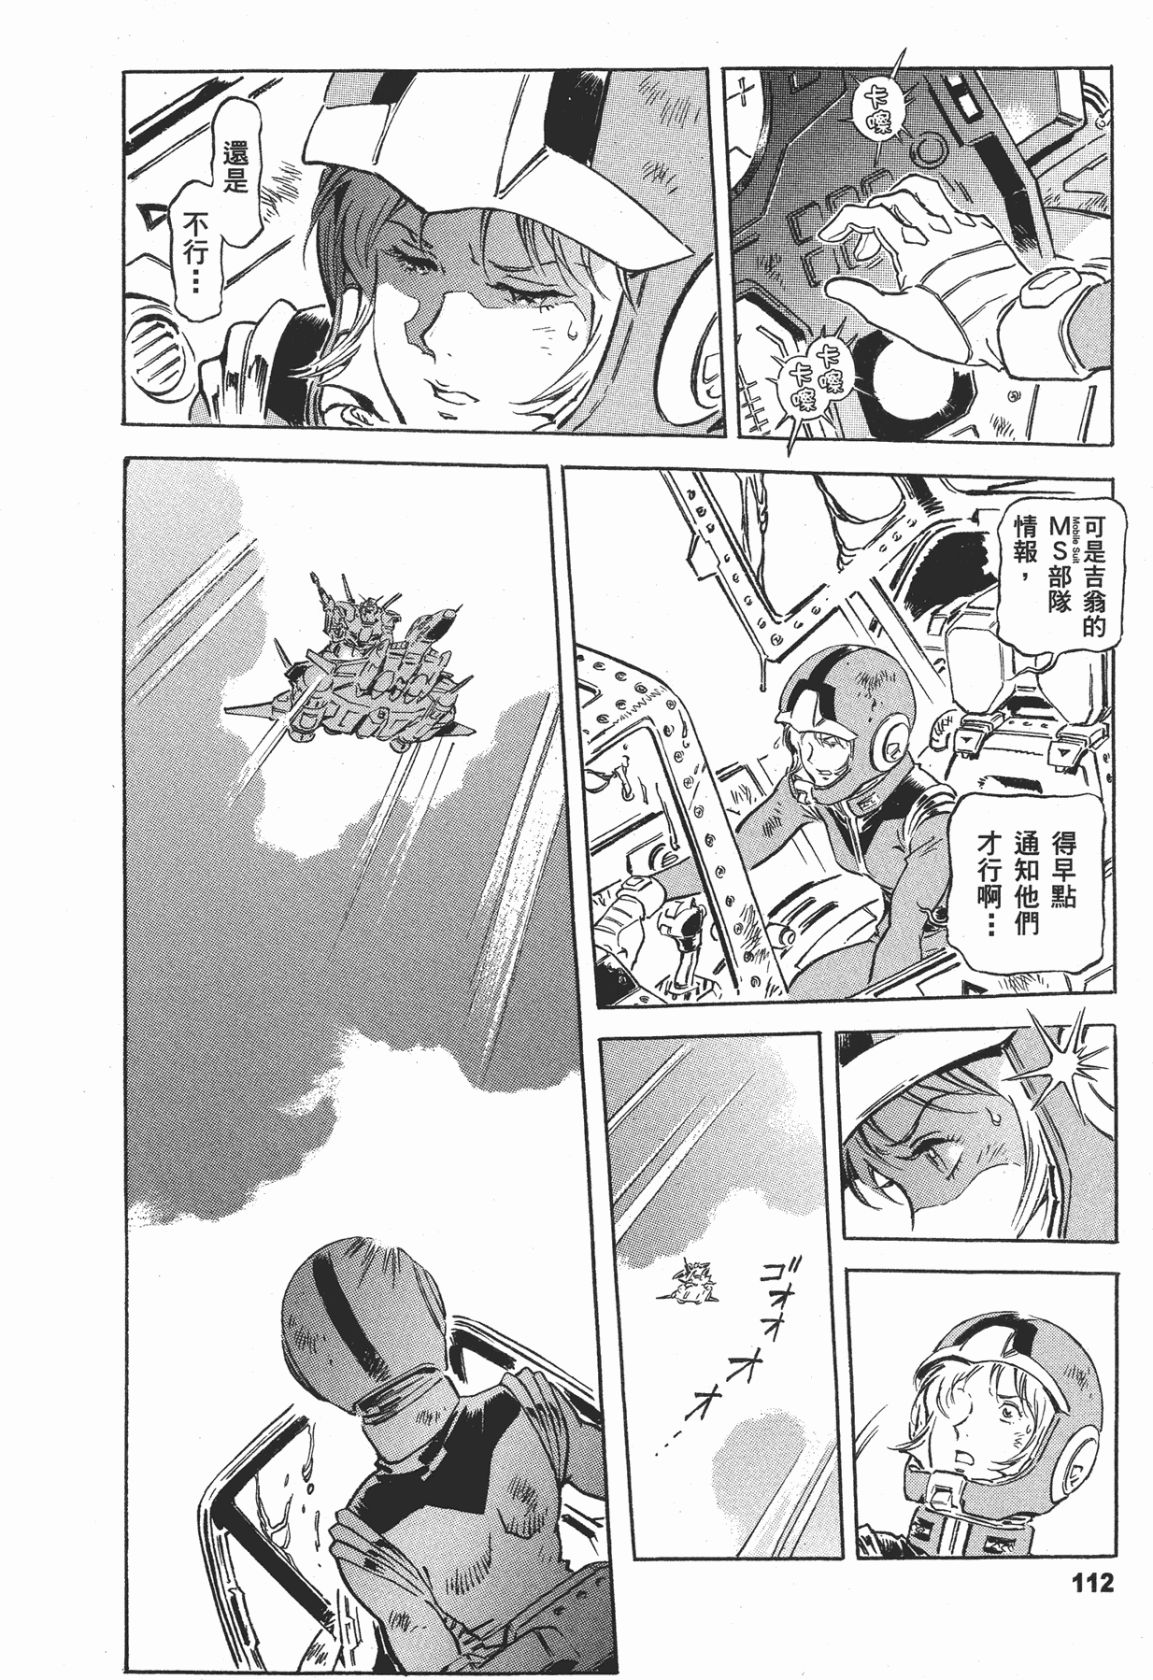 卡嚓
卡嚓
卡嚓
還是
不行…
可是吉翁的
MS部隊
Mobile Suit
情報，
得早點
通知他們
才行啊…
ゴオオオオ…
112